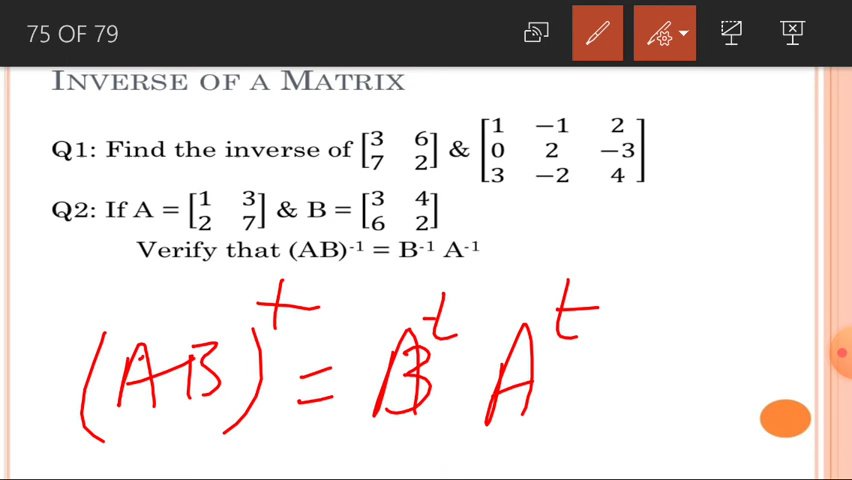 75 OF 79
INVERSE OF A MATRIX
Q1: Find the inverse of [3 6; 7 2] & [1 −1 2; 0 2 −3; 3 −2 4]
Q2: If A = [1 3; 2 7] & B = [3 4; 6 2]
Verify that (AB)⁻¹ = B⁻¹ A⁻¹
(AB)ᵗ = Bᵗ Aᵗ